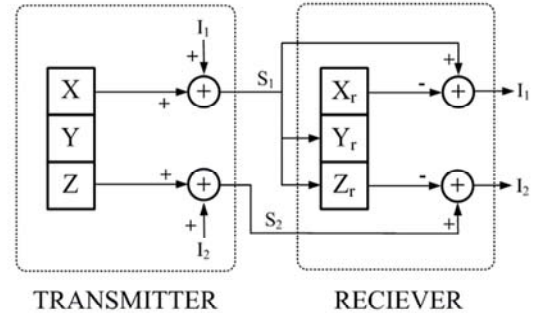 I₁
+
+
X
Y
Z
+
+
I₂
S₁
S₂
+
-
Xᵣ
Yᵣ
Zᵣ
-
+
I₁
I₂
TRANSMITTER
RECIEVER